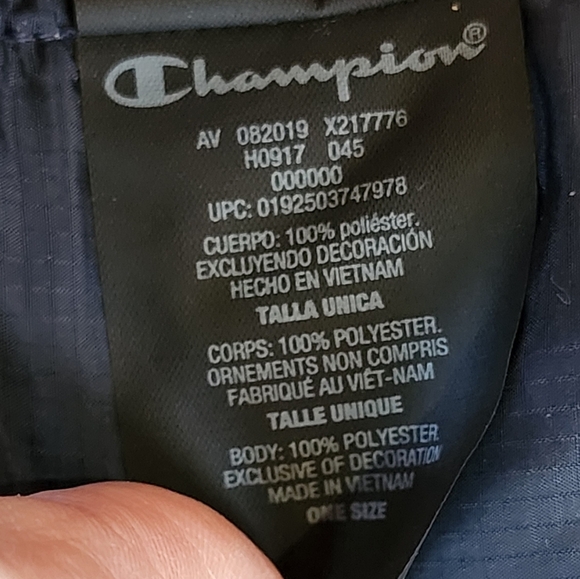 Champion®
AV 082019 X217776
H0917 045
000000
UPC: 0192503747978
CUERPO: 100% poliéster.
EXCLUYENDO DECORACIÓN
HECHO EN VIETNAM
TALLA UNICA
CORPS: 100% POLYESTER.
ORNEMENTS NON COMPRIS
FABRIQUÉ AU VIÊT-NAM
TALLE UNIQUE
BODY: 100% POLYESTER
EXCLUSIVE OF DECORATION
MADE IN VIETNAM
ONE SIZE